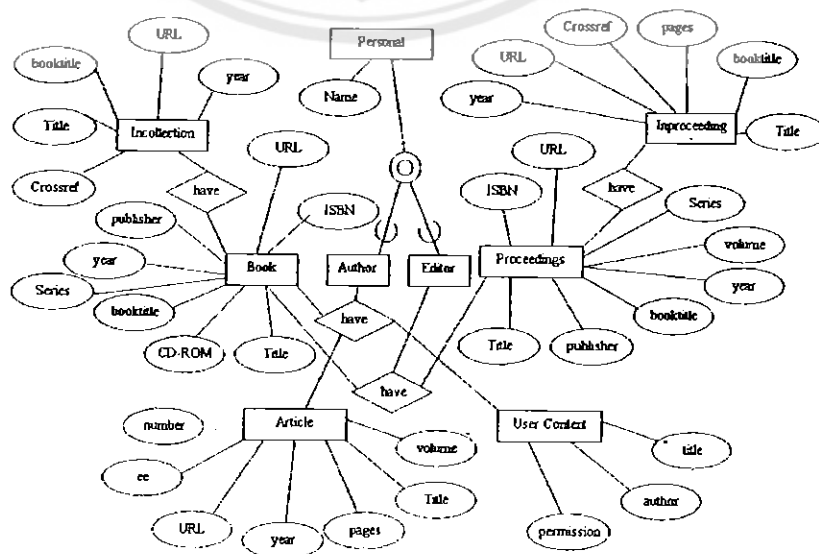 URL
Personal
Crossref
pages
booktitle
URL
booktitle
year
Name
year
Title
Incollection
Inproceeding
Title
URL
URL
Crossref
have
ISBN
have
publisher
ISBN
Series
year
Book
Author
Editor
Proceedings
volume
Series
year
booktitle
have
booktitle
CD-ROM
Title
Title
publisher
have
number
Article
User Content
volume
title
ee
Title
author
URL
year
pages
permission